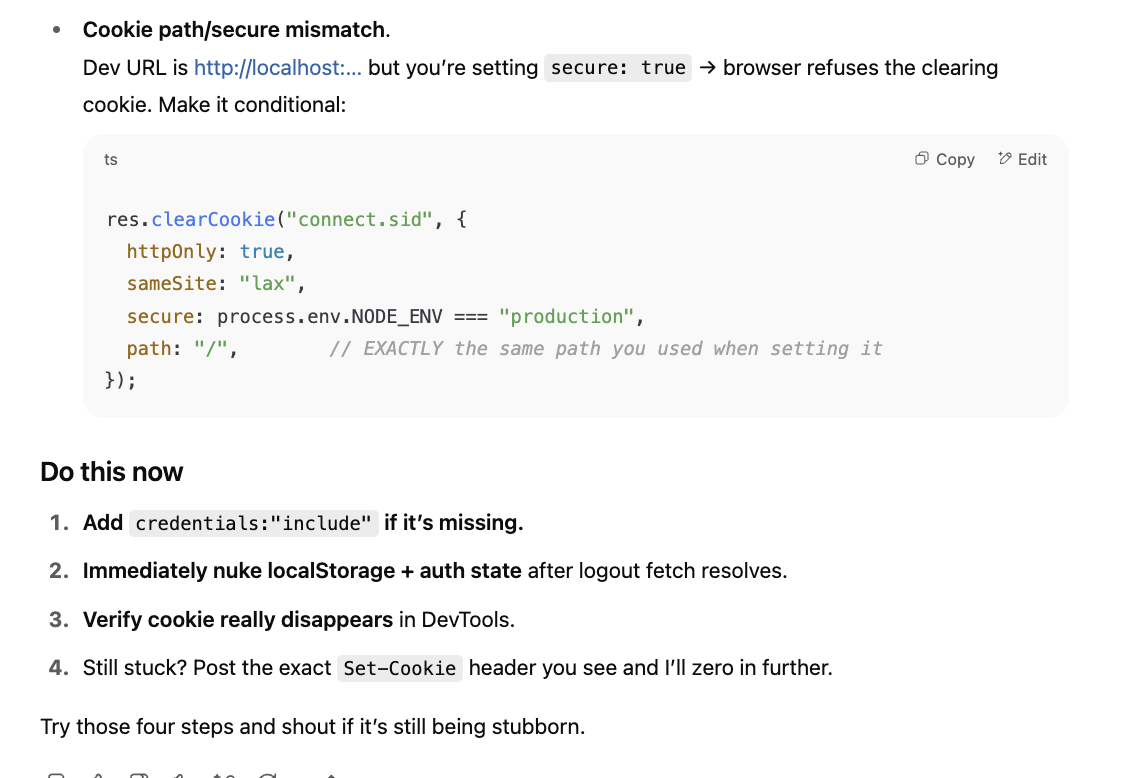 • Cookie path/secure mismatch.
Dev URL is http://localhost:... but you’re setting secure: true → browser refuses the clearing
cookie. Make it conditional:
ts Copy Edit
res.clearCookie("connect.sid", {
  httpOnly: true,
  sameSite: "lax",
  secure: process.env.NODE_ENV === "production",
  path: "/",        // EXACTLY the same path you used when setting it
});
Do this now
1. Add credentials:"include" if it’s missing.
2. Immediately nuke localStorage + auth state after logout fetch resolves.
3. Verify cookie really disappears in DevTools.
4. Still stuck? Post the exact Set-Cookie header you see and I’ll zero in further.
Try those four steps and shout if it’s still being stubborn.